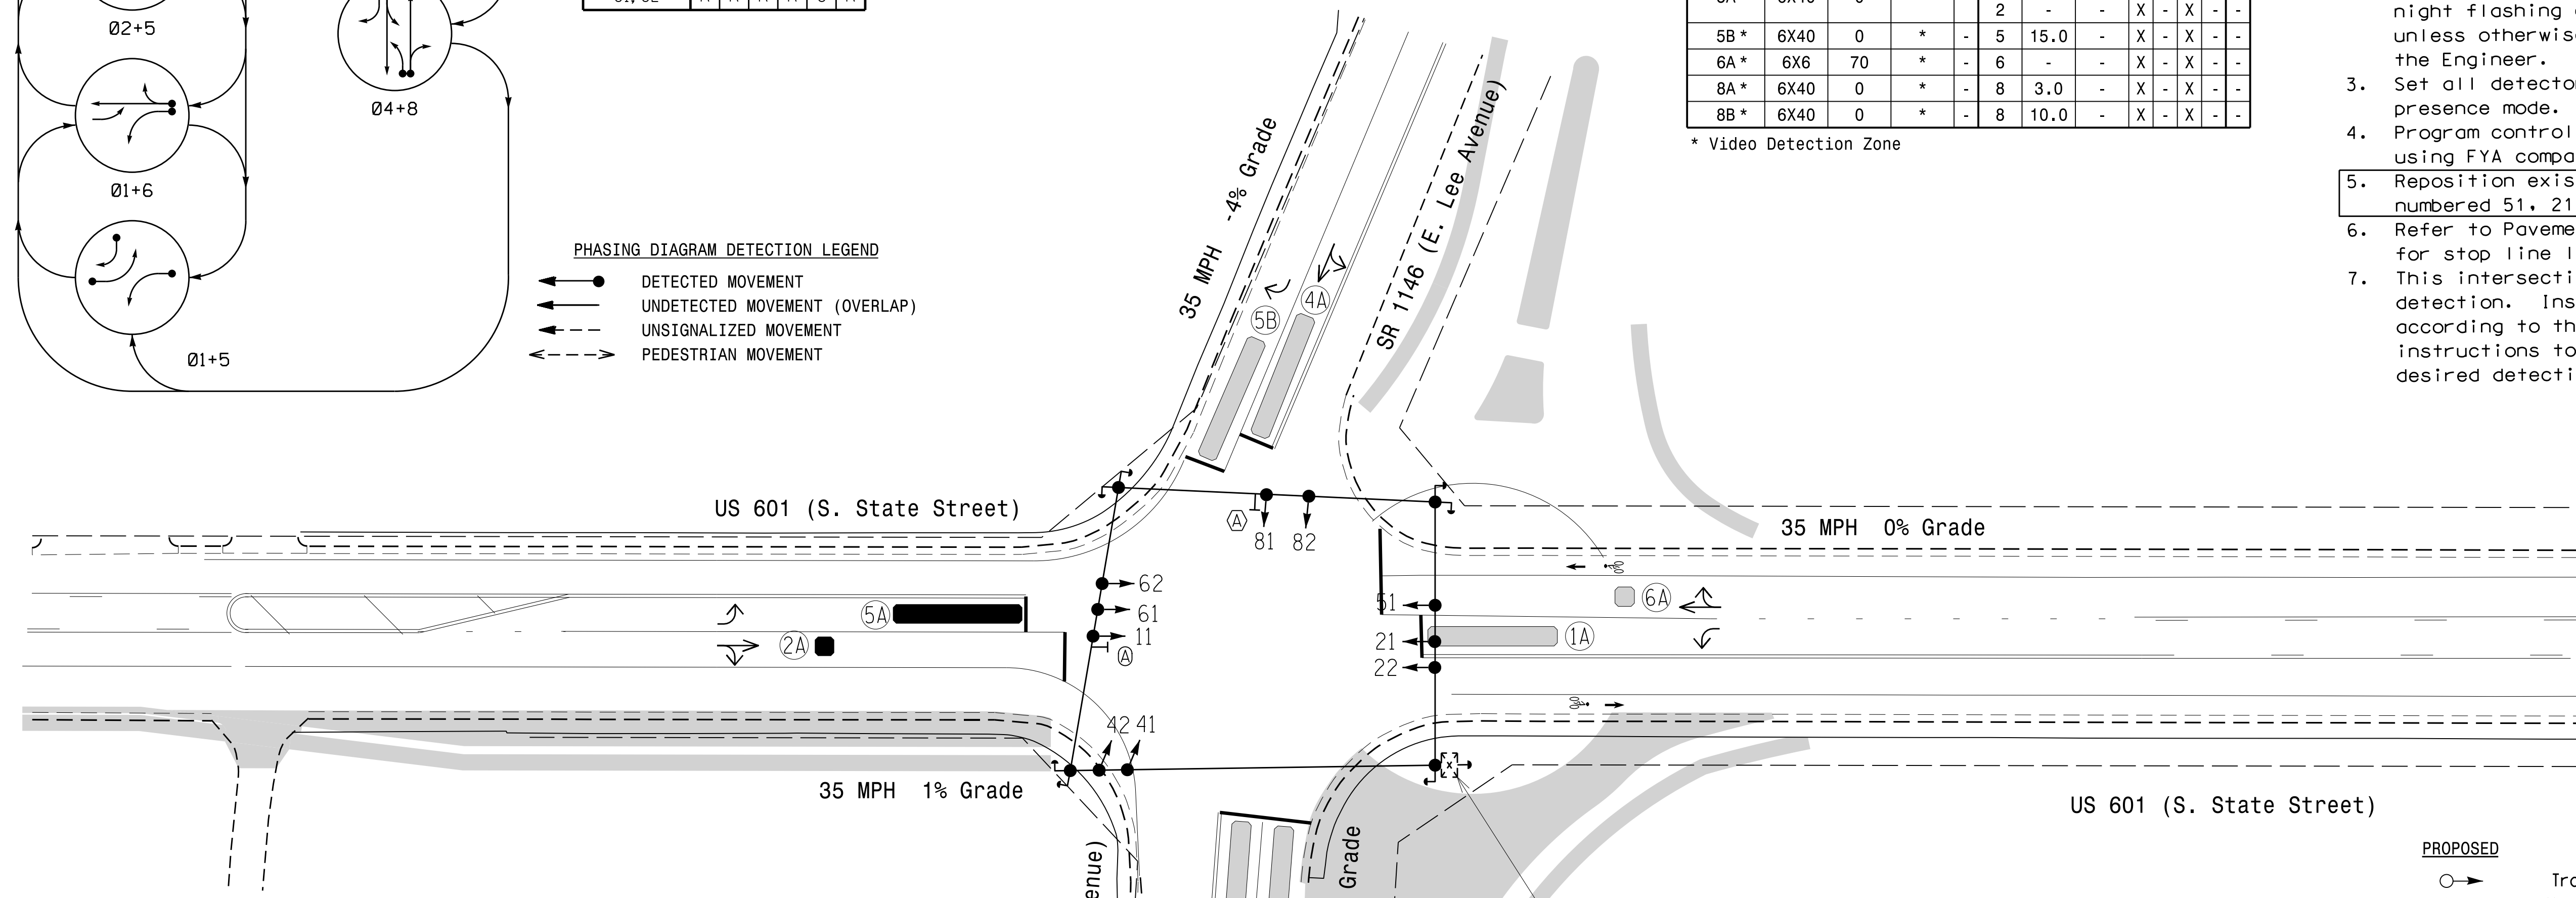 Ø2+5
Ø1+6
Ø1+5
Ø4+8
PHASING DIAGRAM DETECTION LEGEND
DETECTED MOVEMENT
UNDETECTED MOVEMENT (OVERLAP)
UNSIGNALIZED MOVEMENT
PEDESTRIAN MOVEMENT
2 - - X - X - -
5B * 6X40 0 * - 5 15.0 - X - X - -
6A * 6X6 70 * - 6 - - X - X - -
8A * 6X40 0 * - 8 3.0 - X - X - -
8B * 6X40 0 * - 8 10.0 - X - X - -
* Video Detection Zone
night flashing
unless otherwis
the Engineer.
3. Set all detecto
presence mode.
4. Program control
using FYA compa
5. Reposition exis
numbered 51, 21
6. Refer to Paveme
for stop line l
7. This intersecti
detection. Ins
according to th
instructions to
desired detecti
35 MPH -4% Grade
SR 1146 (E. Lee Avenue)
5B
4A
US 601 (S. State Street)
35 MPH 0% Grade
A
81
82
62
61
11
A
5A
2A
51
21
22
6A
1A
42
41
35 MPH 1% Grade
US 601 (S. State Street)
enue)
Grade
X
PROPOSED
Tra